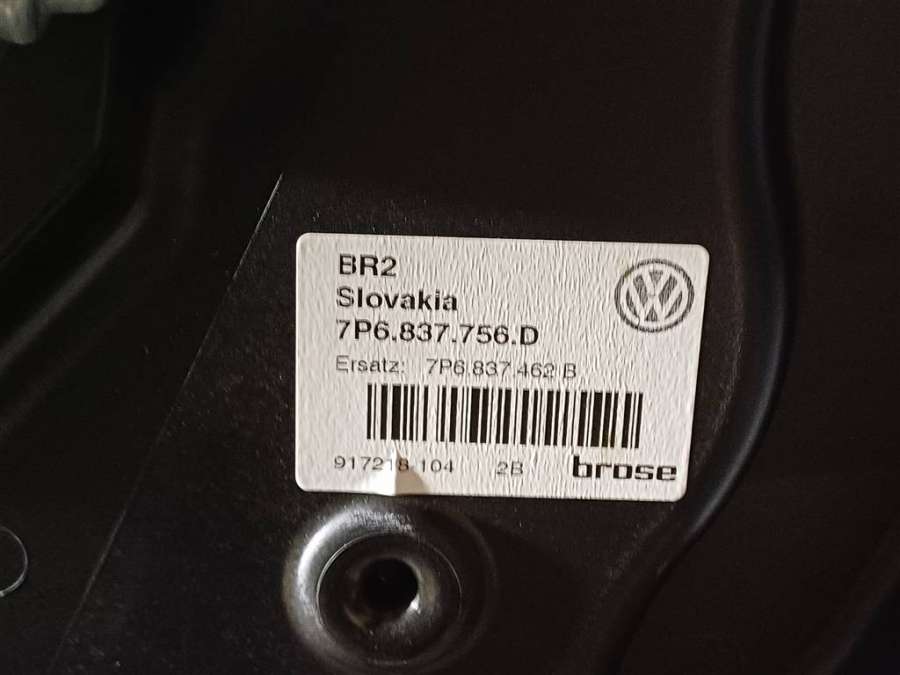 BR2
Slovakia
7P6.837.756.D
Ersatz: 7P6.837.462 B
917218 104 2B brose